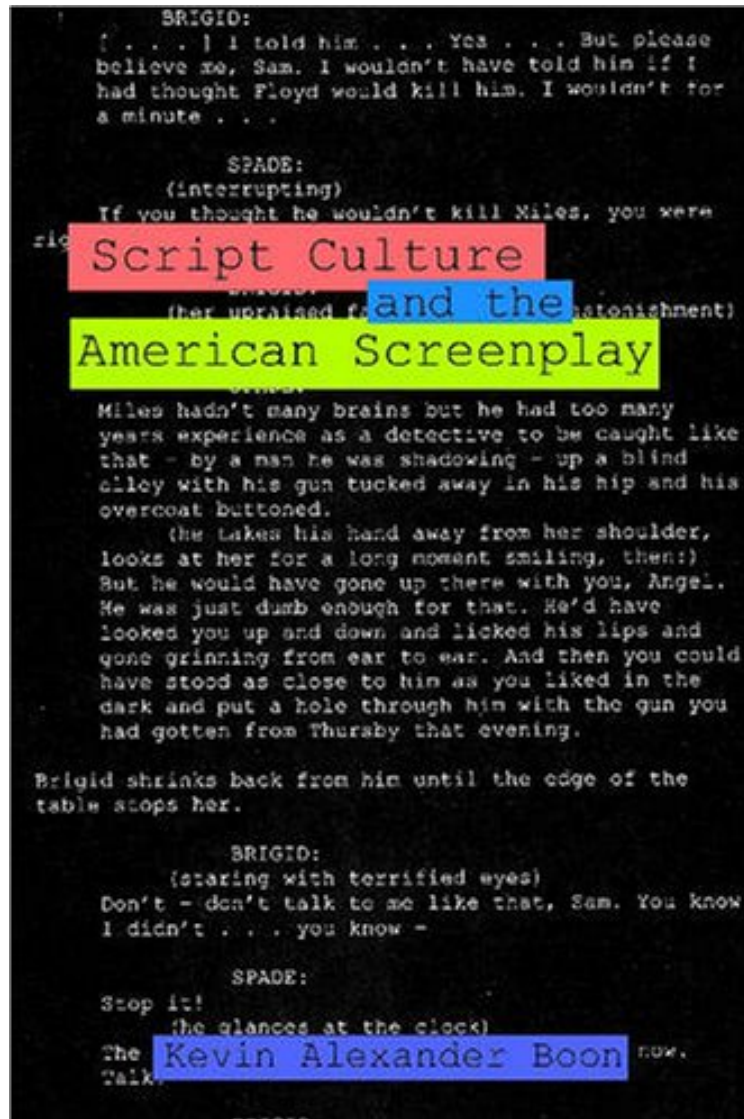 BRIGID:
[ . . . ] I told him . . . Yes . . . But please
believe me, Sam. I wouldn't have told him if I
had thought Floyd would kill him. I wouldn't for
a minute . . .
SPADE:
(interrupting)
If you thought he wouldn't kill Miles, you were
Script Culture
and the
(her upraised astonishment)
American Screenplay
Miles hadn't many brains but he had too many
years experience as a detective to be caught like
that – by a man he was shadowing – up a blind
alley with his gun tucked away in his hip and his
overcoat buttoned.
(he takes his hand away from her shoulder,
looks at her for a long moment smiling, then:)
But he would have gone up there with you, Angel.
He was just dumb enough for that. He'd have
looked you up and down and licked his lips and
gone grinning from ear to ear. And then you could
have stood as close to him as you liked in the
dark and put a hole through him with the gun you
had gotten from Thursby that evening.
Brigid shrinks back from him until the edge of the
table stops her.
BRIGID:
(staring with terrified eyes)
Don't – don't talk to me like that, Sam. You know
I didn't . . . you know –
SPADE:
Stop it!
(he glances at the clock)
The now.
Kevin Alexander Boon
Talk.